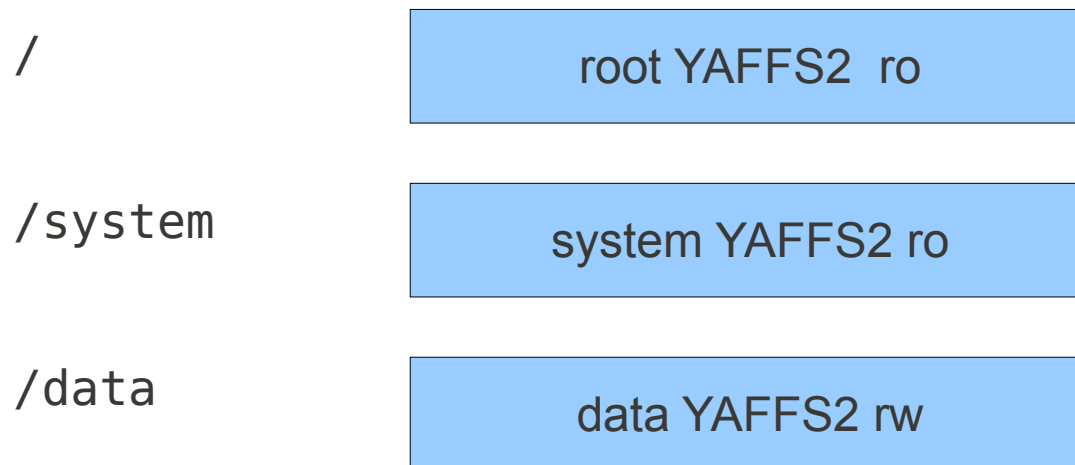 /
root YAFFS2 ro
/system
system YAFFS2 ro
/data
data YAFFS2 rw